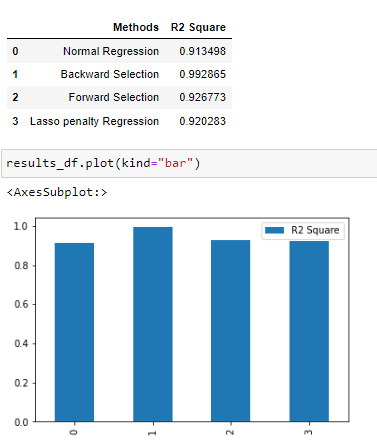 Methods R2 Square
0 Normal Regression 0.913498
1 Backward Selection 0.992865
2 Forward Selection 0.926773
3 Lasso penalty Regression 0.920283
results_df.plot(kind="bar")
<AxesSubplot:>
R2 Square
1.0
0.8
0.6
0.4
0.2
0.0
0 1 2 3